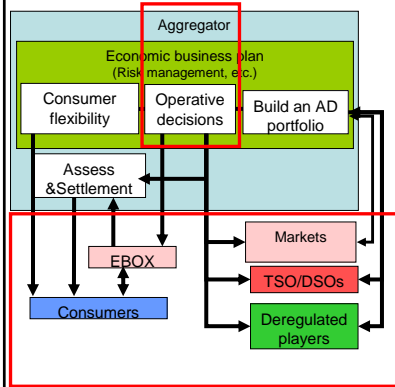 Aggregator
Economic business plan
(Risk management, etc.)
Consumer
flexibility
Operative
decisions
Build an AD
portfolio
Assess
&Settlement
Markets
EBOX
TSO/DSOs
Consumers
Deregulated
players